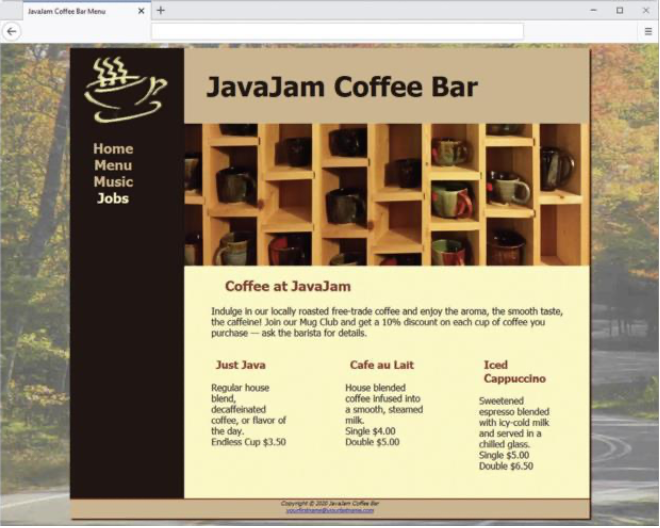 JavaJam Coffee Bar Menu
JavaJam Coffee Bar
Home
Menu
Music
Jobs
Coffee at JavaJam
Indulge in our locally roasted free-trade coffee and enjoy the aroma, the smooth taste,
the caffeine! Join our Mug Club and get a 10% discount on each cup of coffee you
purchase — ask the barista for details.
Just Java
Regular house
blend,
decaffeinated
coffee, or flavor of
the day.
Endless Cup $3.50
Cafe au Lait
House blended
coffee infused into
a smooth, steamed
milk.
Single $4.00
Double $5.00
Iced
Cappuccino
Sweetened
espresso blended
with icy-cold milk
and served in a
chilled glass.
Single $5.00
Double $6.50
Copyright © 2020 JavaJam Coffee Bar
yourfirstname@yourlastname.com